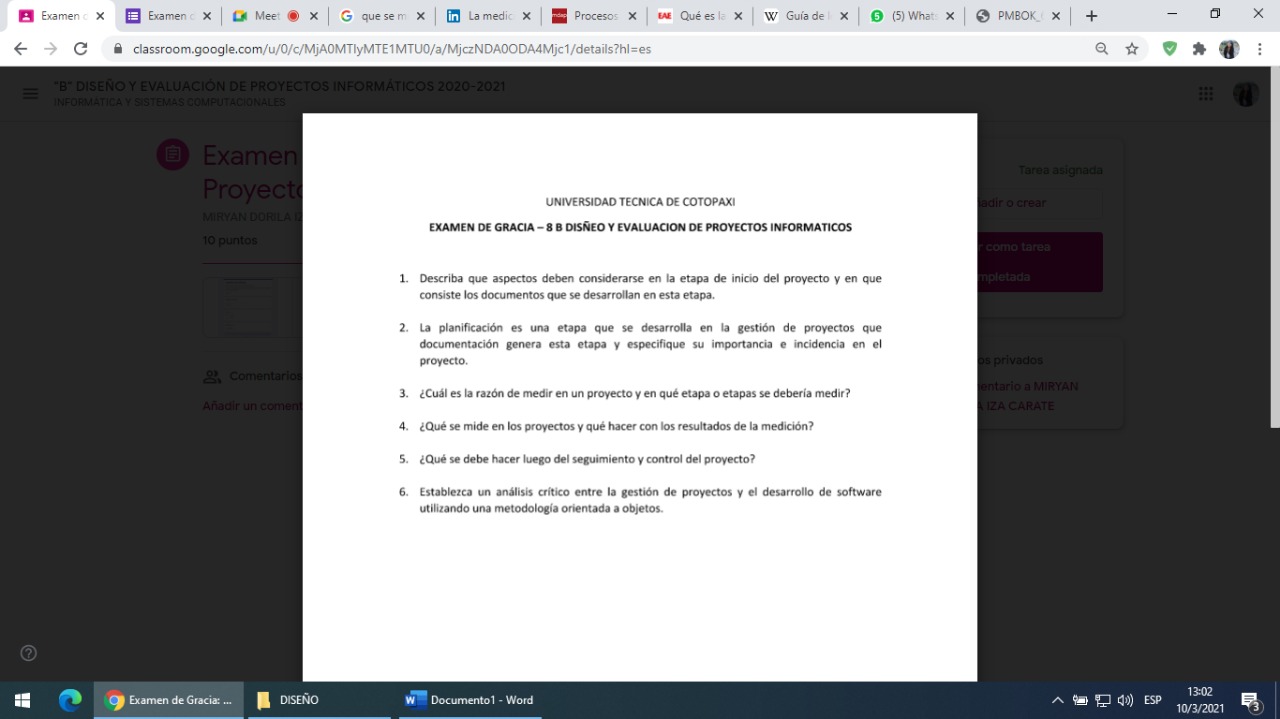 Examen c
Examen c
Meet
que se m
La medic
Procesos
Qué es la
Guía de
(5) Whats
PMBOK_
classroom.google.com/u/0/c/MjA0MTIyMTE1MTU0/a/MjczNDA0ODA4Mjc1/details?hl=es
"B" DISEÑO Y EVALUACIÓN DE PROYECTOS INFORMÁTICOS 2020-2021
INFORMÁTICA Y SISTEMAS COMPUTACIONALES
Examen
Proyecto
MIRYAN DORILA IZ
10 puntos
Comentarios
Añadir un coment
UNIVERSIDAD TECNICA DE COTOPAXI
EXAMEN DE GRACIA – 8 B DISÑEO Y EVALUACION DE PROYECTOS INFORMATICOS
1. Describa que aspectos deben considerarse en la etapa de inicio del proyecto y en que
consiste los documentos que se desarrollan en esta etapa.
2. La planificación es una etapa que se desarrolla en la gestión de proyectos que
documentación genera esta etapa y especifique su importancia e incidencia en el
proyecto.
3. ¿Cuál es la razón de medir en un proyecto y en qué etapa o etapas se debería medir?
4. ¿Qué se mide en los proyectos y qué hacer con los resultados de la medición?
5. ¿Qué se debe hacer luego del seguimiento y control del proyecto?
6. Establezca un análisis crítico entre la gestión de proyectos y el desarrollo de software
utilizando una metodología orientada a objetos.
Tarea asignada
nadir o crear
r como tarea
mpletada
os privados
entario a MIRYAN
A IZA CARATE
Examen de Gracia: ...
DISEÑO
Documento1 - Word
ESP
13:02
10/3/2021
3